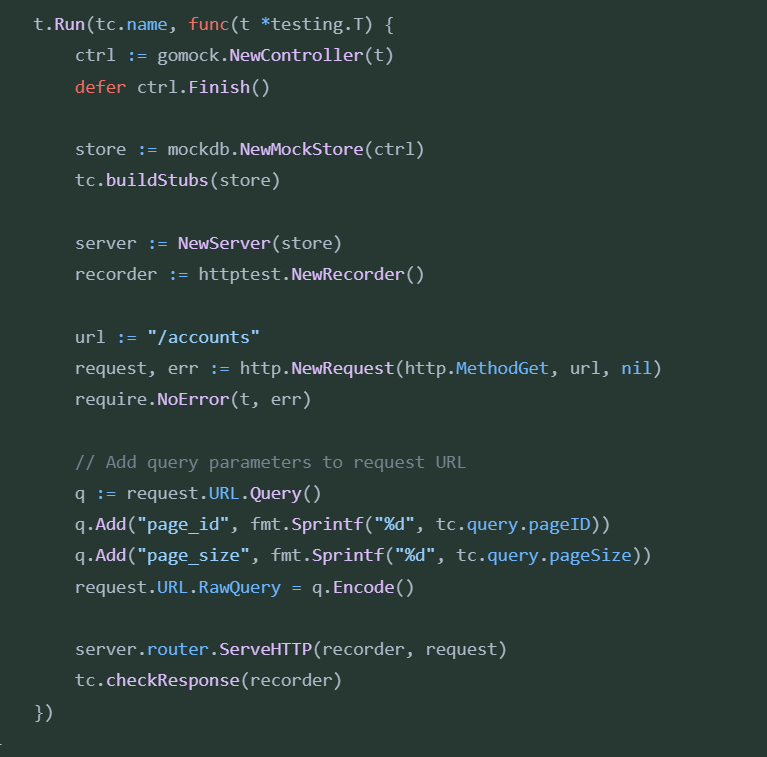 t.Run(tc.name, func(t *testing.T) {
ctrl := gomock.NewController(t)
defer ctrl.Finish()
store := mockdb.NewMockStore(ctrl)
tc.buildStubs(store)
server := NewServer(store)
recorder := httptest.NewRecorder()
url := "/accounts"
request, err := http.NewRequest(http.MethodGet, url, nil)
require.NoError(t, err)
// Add query parameters to request URL
q := request.URL.Query()
q.Add("page_id", fmt.Sprintf("%d", tc.query.pageID))
q.Add("page_size", fmt.Sprintf("%d", tc.query.pageSize))
request.URL.RawQuery = q.Encode()
server.router.ServeHTTP(recorder, request)
tc.checkResponse(recorder)
})